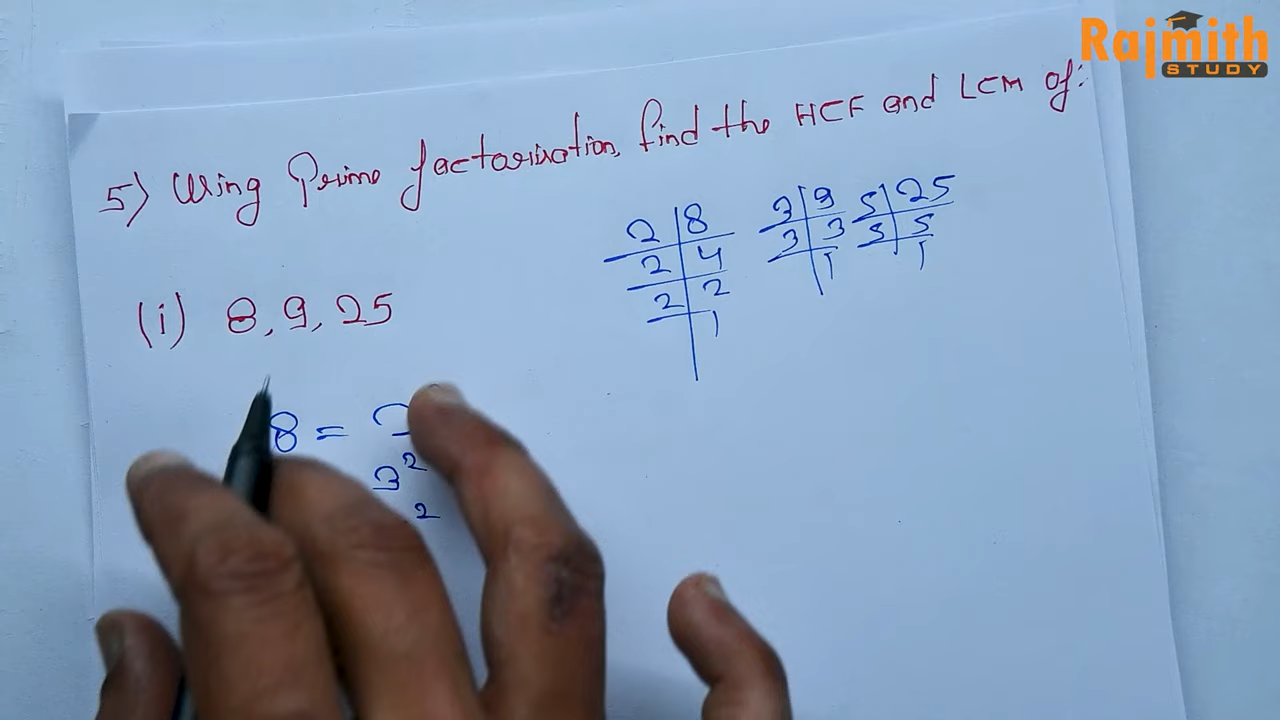 Rajmith
STUDY
5) Using Prime factorisation, find the HCF and LCM of:
2 | 8
2 | 4
2 | 2
1
3 | 9
3 | 3
1
5 | 25
5 | 5
1
(i) 8, 9, 25
8 =
3²
2